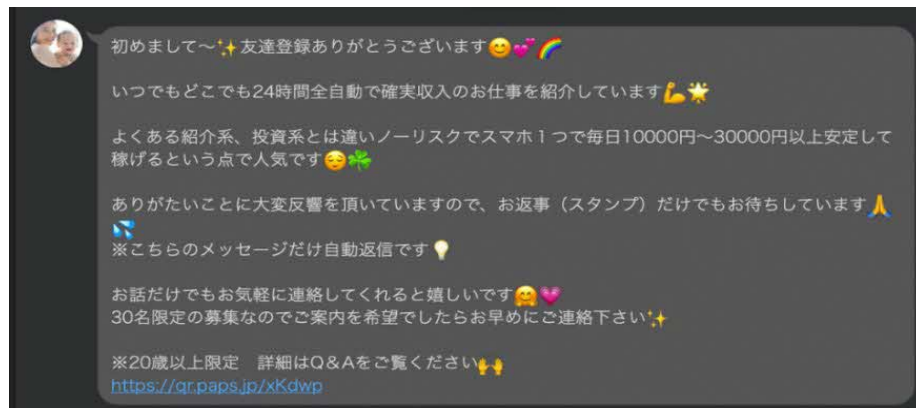 初めまして〜✨友達登録ありがとうございます😊💕🌈
いつでもどこでも24時間全自動で確実収入のお仕事を紹介しています💪🌟
よくある紹介系、投資系とは違いノーリスクでスマホ１つで毎日10000円〜30000円以上安定して
稼げるという点で人気です😌☘️
ありがたいことに大変反響を頂いていますので、お返事（スタンプ）だけでもお待ちしています🙏
💦
※こちらのメッセージだけ自動返信です💡
お話だけでもお気軽に連絡してくれると嬉しいです🤗💗
30名限定の募集なのでご案内を希望でしたらお早めにご連絡下さい✨
※20歳以上限定　詳細はQ&Aをご覧ください🙌
https://qr.paps.jp/xKdwp